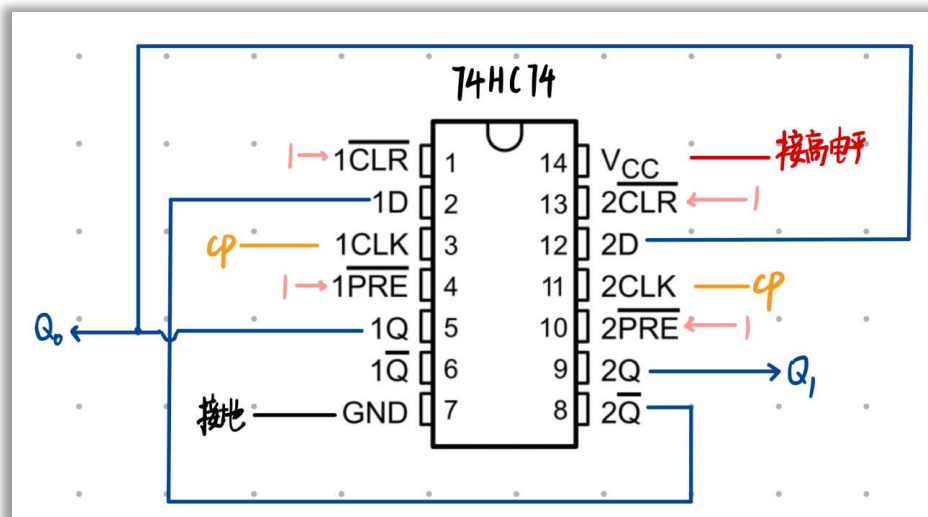 74HC74
1 → 1CLR 1 14 VCC 接高电平
1D 2 13 2CLR ← 1
CP 1CLK 3 12 2D
1 → 1PRE 4 11 2CLK CP
Q₀ 1Q 5 10 2PRE ← 1
1Q 6 9 2Q Q₁
接地 GND 7 8 2Q